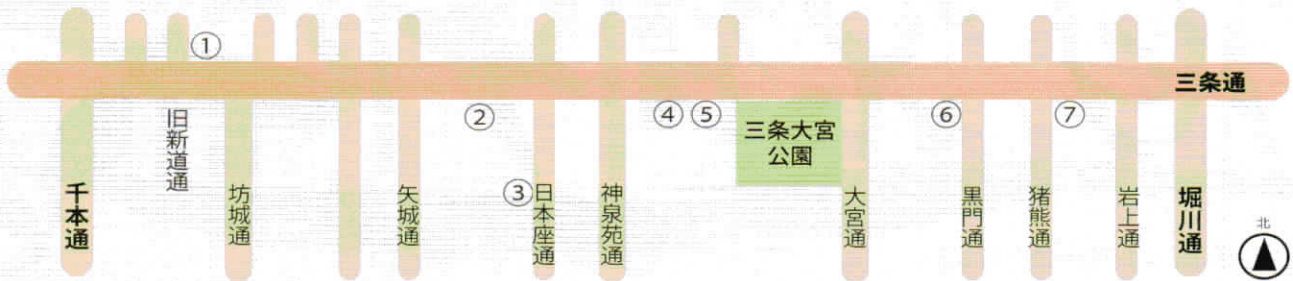 ①
三条通
②
④
⑤
⑥
⑦
旧新道通
三条大宮
公園
③
千本通
坊城通
矢城通
日本座通
神泉苑通
大宮通
黒門通
猪熊通
岩上通
堀川通
北